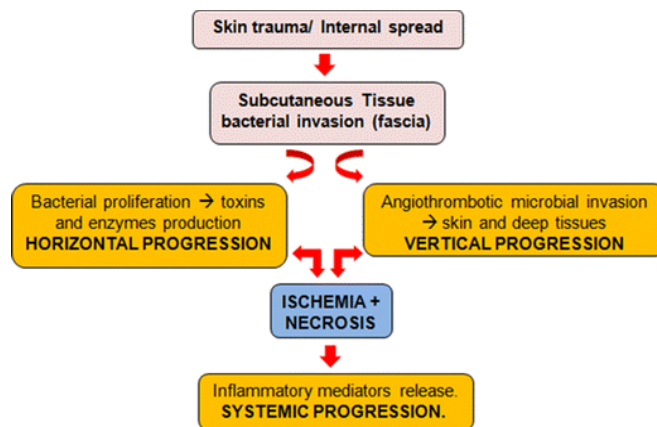 Skin trauma/ Internal spread
Subcutaneous Tissue
bacterial invasion (fascia)
Bacterial proliferation → toxins
and enzymes production
HORIZONTAL PROGRESSION
Angiothrombotic microbial invasion
→ skin and deep tissues
VERTICAL PROGRESSION
ISCHEMIA +
NECROSIS
Inflammatory mediators release.
SYSTEMIC PROGRESSION.